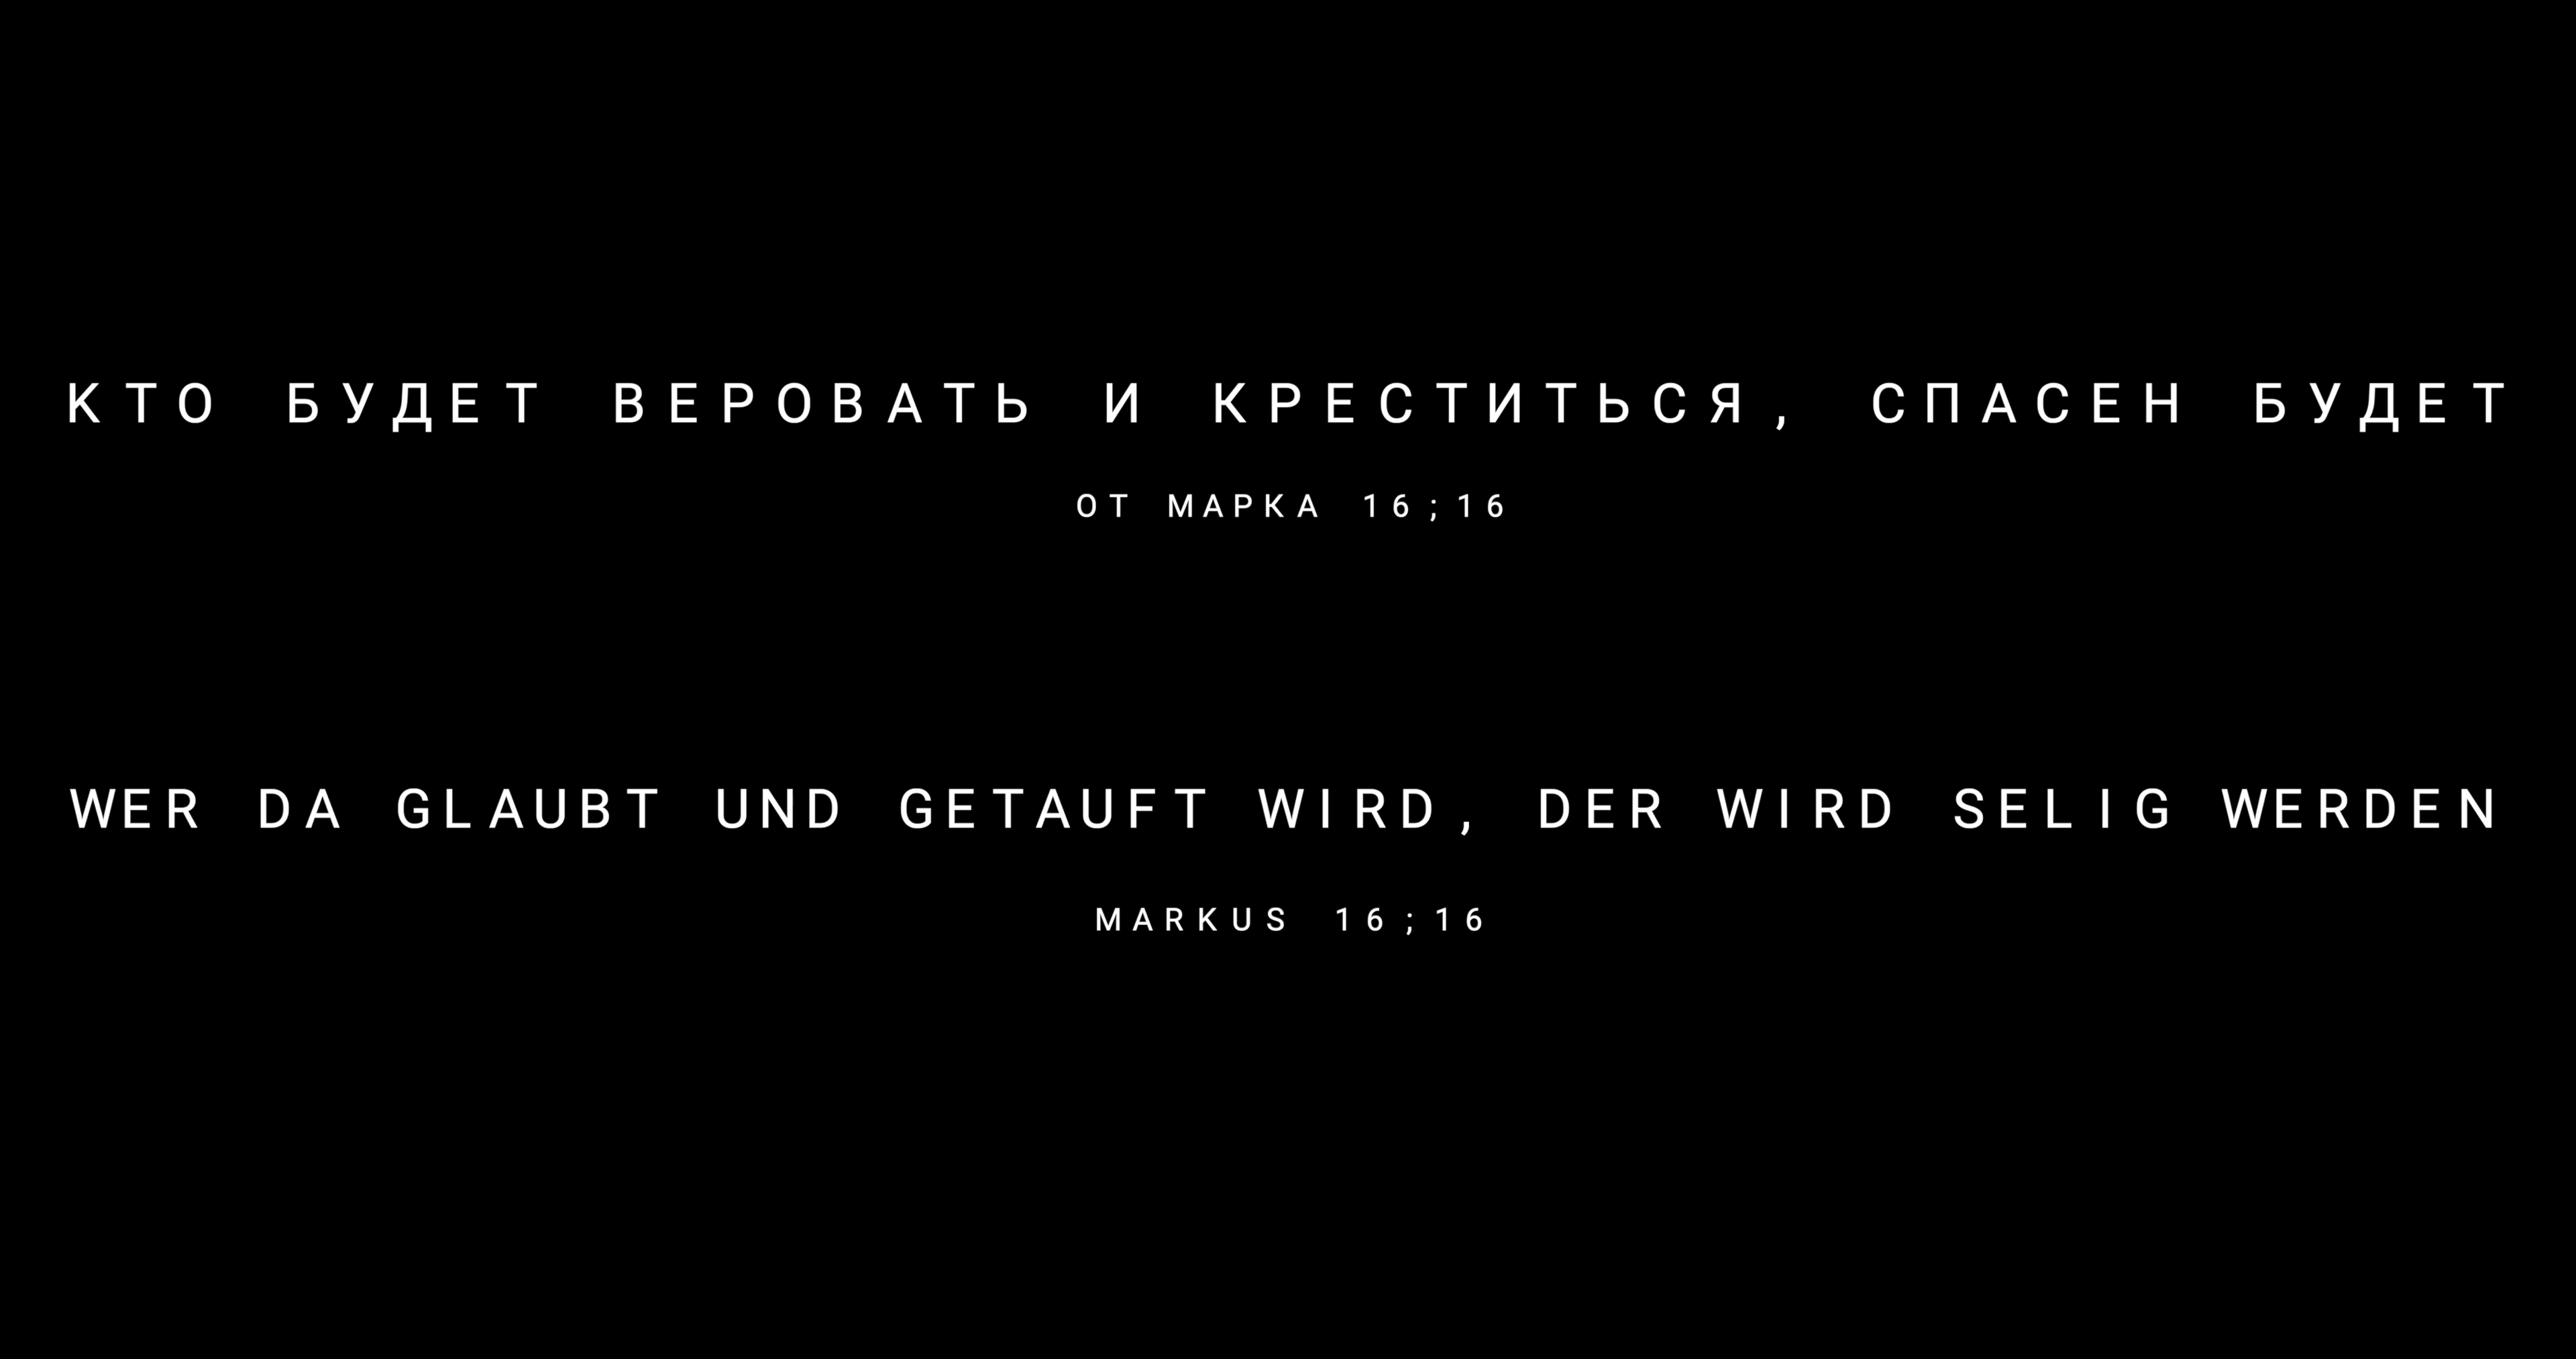 КТО БУДЕТ ВЕРОВАТЬ И КРЕСТИТЬСЯ, СПАСЕН БУДЕТ
ОТ МАРКА 16;16
WER DA GLAUBT UND GETAUFT WIRD, DER WIRD SELIG WERDEN
MARKUS 16;16